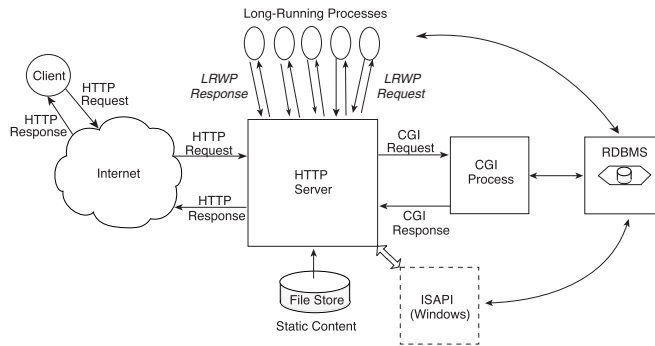 Long-Running Processes
Client
HTTP
Request
HTTP
Response
LRWP
Response
LRWP
Request
Internet
HTTP
Request
HTTP
Response
HTTP
Server
CGI
Request
CGI
Response
CGI
Process
RDBMS
File Store
Static Content
ISAPI
(Windows)